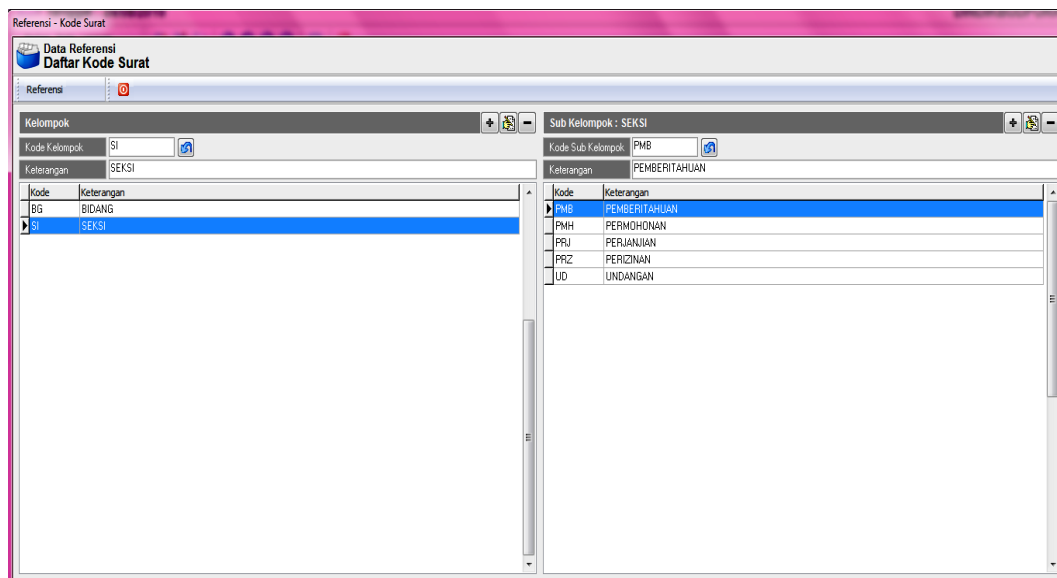 Referensi - Kode Surat
Data Referensi
Daftar Kode Surat
Referensi
Kelompok
Kode Kelompok SI
Keterangan SEKSI
Kode Keterangan
BG BIDANG
SI SEKSI
Sub Kelompok : SEKSI
Kode Sub Kelompok PMB
Keterangan PEMBERITAHUAN
Kode Keterangan
PMB PEMBERITAHUAN
PMH PERMOHONAN
PRJ PERJANJIAN
PRZ PERIZINAN
UD UNDANGAN